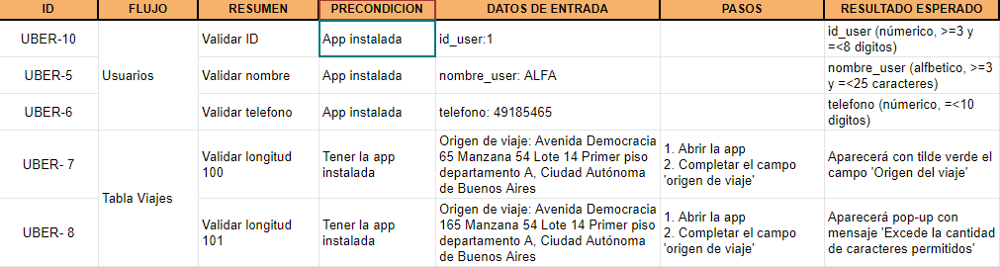 ID FLUJO RESUMEN PRECONDICION DATOS DE ENTRADA PASOS RESULTADO ESPERADO
UBER-10
Usuarios
Validar ID
App instalada
id_user:1
id_user (númerico, >=3 y
=<8 digitos)
UBER-5
Validar nombre
App instalada
nombre_user: ALFA
nombre_user (alfbetico, >=3
y =<25 caracteres)
UBER-6
Validar telefono
App instalada
telefono: 49185465
telefono (númerico, =<10
digitos)
UBER- 7
Tabla Viajes
Validar longitud
100
Tener la app
instalada
Origen de viaje: Avenida Democracia
65 Manzana 54 Lote 14 Primer piso
departamento A, Ciudad Autónoma
de Buenos Aires
1. Abrir la app
2. Completar el campo
'origen de viaje'
Aparecerá con tilde verde el
campo 'Origen del viaje'
UBER- 8
Validar longitud
101
Tener la app
instalada
Origen de viaje: Avenida Democracia
165 Manzana 54 Lote 14 Primer piso
departamento A, Ciudad Autónoma
de Buenos Aires
1. Abrir la app
2. Completar el campo
'origen de viaje'
Aparecerá pop-up con
mensaje 'Excede la cantidad
de caracteres permitidos'